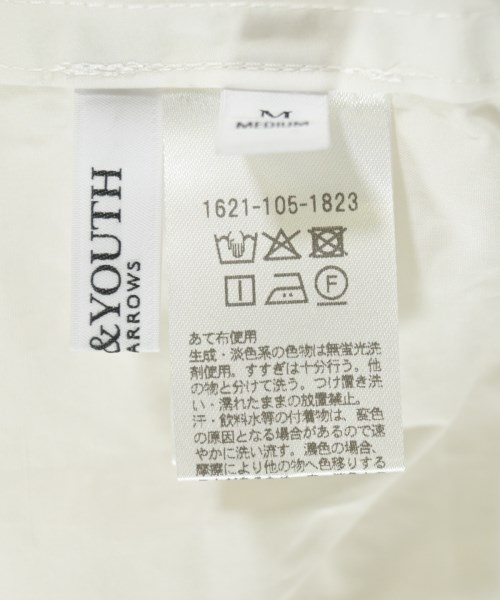 &YOUTH
ARROWS
M
MEDIUM
1621-105-1823
F
あて布使用
生成・淡色系の色物は無蛍光洗
剤使用。すすぎは十分行う。他
の物と分けて洗う。つけ置き洗
い・濡れたままの放置禁止。
汗・飲料水等の付着物は、変色
の原因となる場合があるので速
やかに洗い流す。濃色の場合、
摩擦により他の物へ色移りする